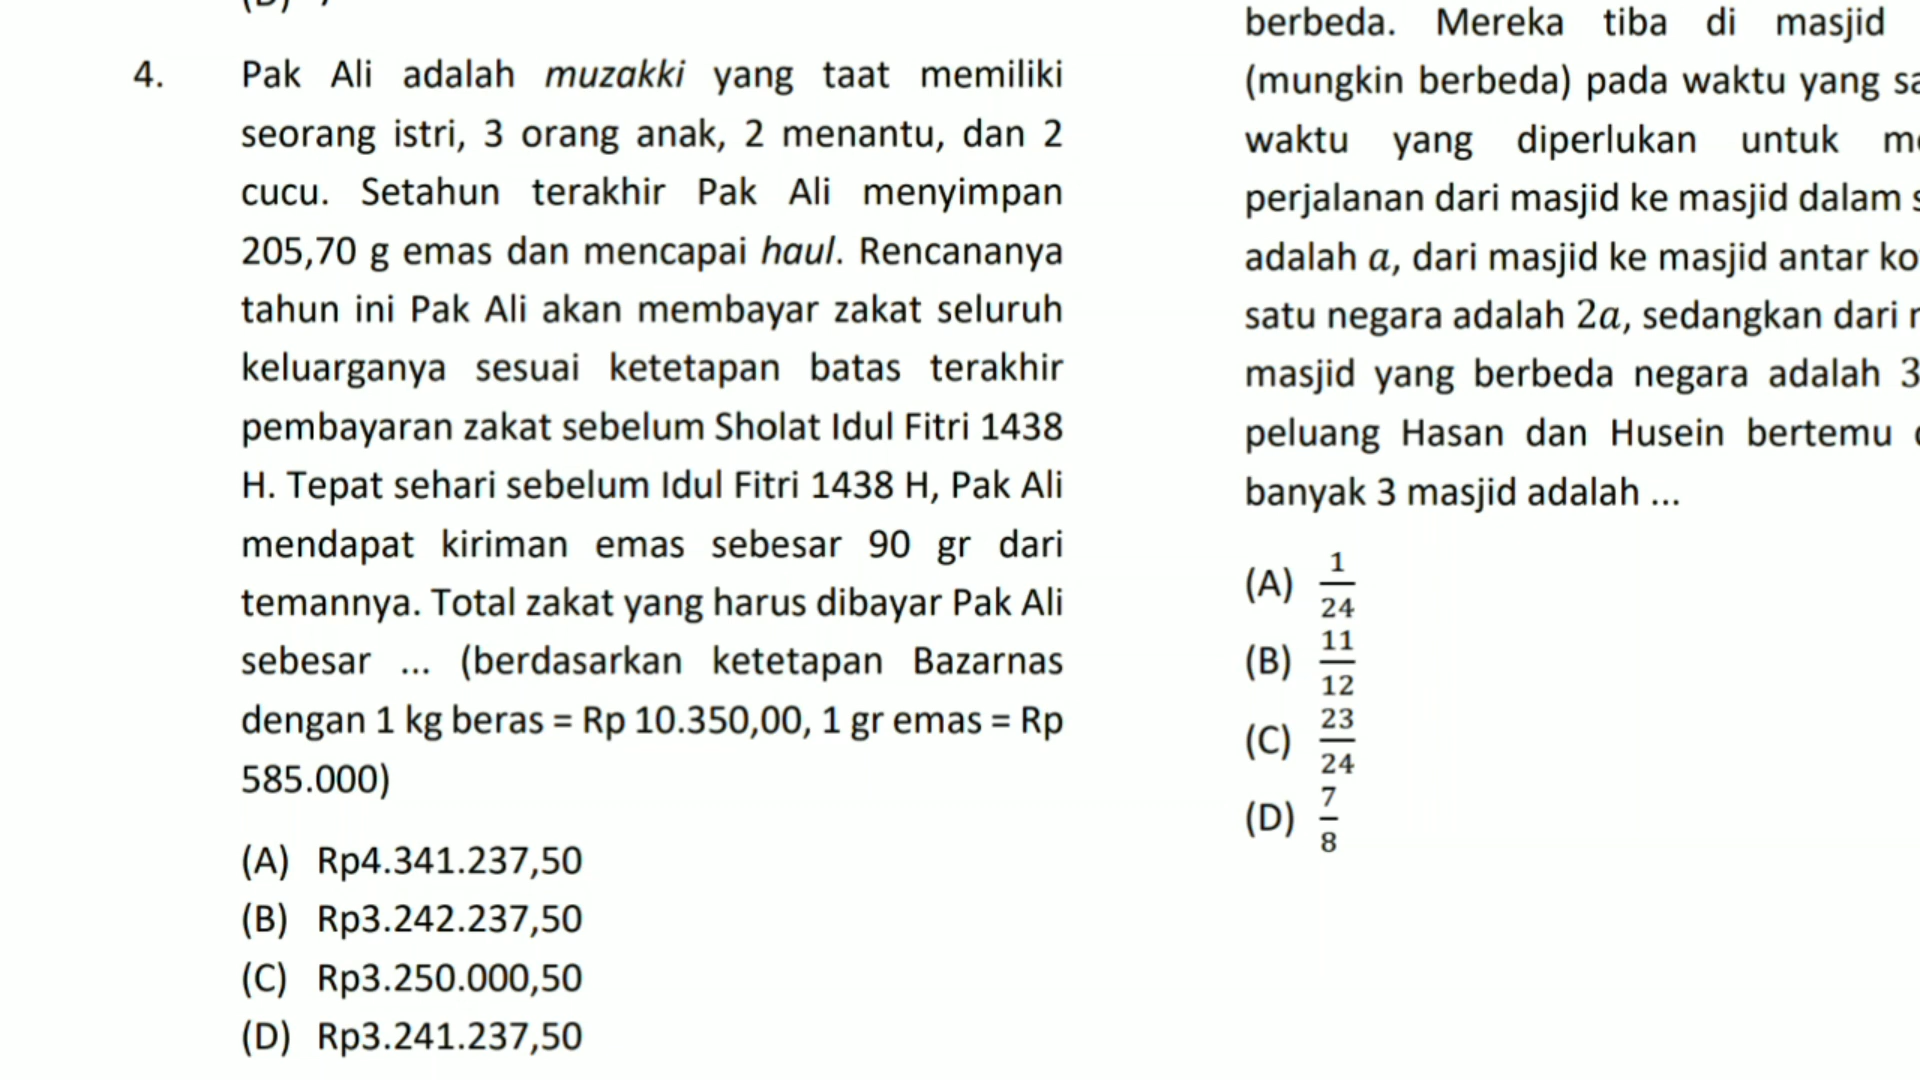 4. Pak Ali adalah muzakki yang taat memiliki
seorang istri, 3 orang anak, 2 menantu, dan 2
cucu. Setahun terakhir Pak Ali menyimpan
205,70 g emas dan mencapai haul. Rencananya
tahun ini Pak Ali akan membayar zakat seluruh
keluarganya sesuai ketetapan batas terakhir
pembayaran zakat sebelum Sholat Idul Fitri 1438
H. Tepat sehari sebelum Idul Fitri 1438 H, Pak Ali
mendapat kiriman emas sebesar 90 gr dari
temannya. Total zakat yang harus dibayar Pak Ali
sebesar ... (berdasarkan ketetapan Bazarnas
dengan 1 kg beras = Rp 10.350,00, 1 gr emas = Rp
585.000)
(A) Rp4.341.237,50
(B) Rp3.242.237,50
(C) Rp3.250.000,50
(D) Rp3.241.237,50
berbeda. Mereka tiba di masjid
(mungkin berbeda) pada waktu yang
waktu yang diperlukan untuk
perjalanan dari masjid ke masjid dalam
adalah a, dari masjid ke masjid antar
satu negara adalah 2a, sedangkan dari
masjid yang berbeda negara adalah 3
peluang Hasan dan Husein bertemu
banyak 3 masjid adalah ...
(A) 1/24
(B) 11/12
(C) 23/24
(D) 7/8